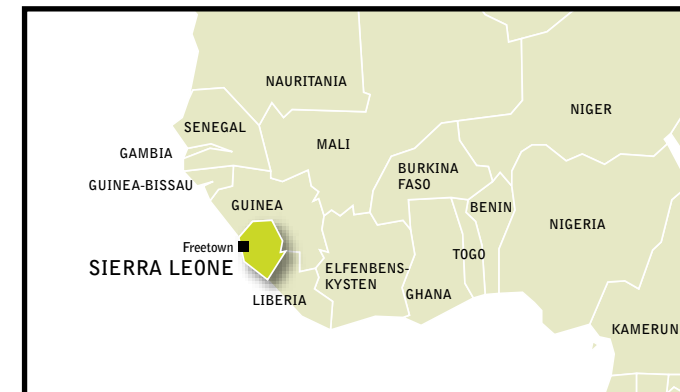 NAURITANIA
NIGER
SENEGAL
MALI
GAMBIA
BURKINA
FASO
GUINEA-BISSAU
GUINEA
BENIN
NIGERIA
Freetown
TOGO
SIERRA LEONE
ELFENBENS-
KYSTEN
GHANA
LIBERIA
KAMERUN